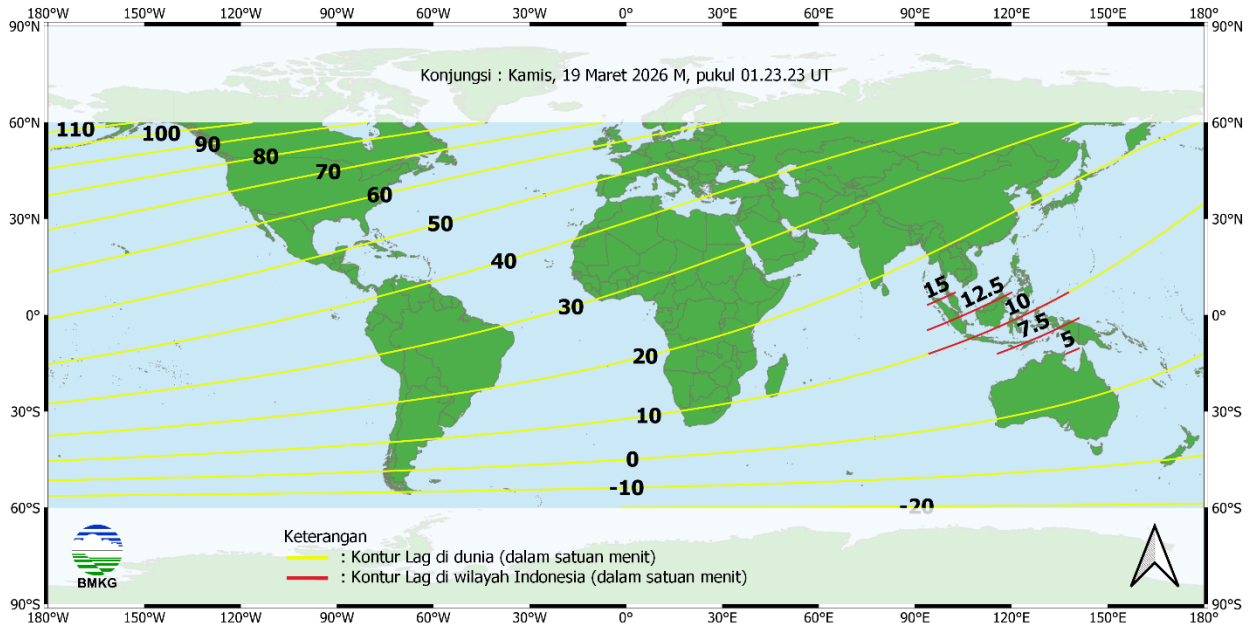 180°W 150°W 120°W 90°W 60°W 30°W 0° 30°E 60°E 90°E 120°E 150°E 180°
90°N 90°N
Konjungsi : Kamis, 19 Maret 2026 M, pukul 01.23.23 UT
60°N 60°N
110 100 90 80 70 60 50 40 30 20 10 0 -10 -20
30°N 30°N
15 12.5 10 7.5 5
0° 0°
30°S 30°S
60°S 60°S
Keterangan
: Kontur Lag di dunia (dalam satuan menit)
: Kontur Lag di wilayah Indonesia (dalam satuan menit)
BMKG
90°S 90°S
180°W 150°W 120°W 90°W 60°W 30°W 0° 30°E 60°E 90°E 120°E 150°E 180°